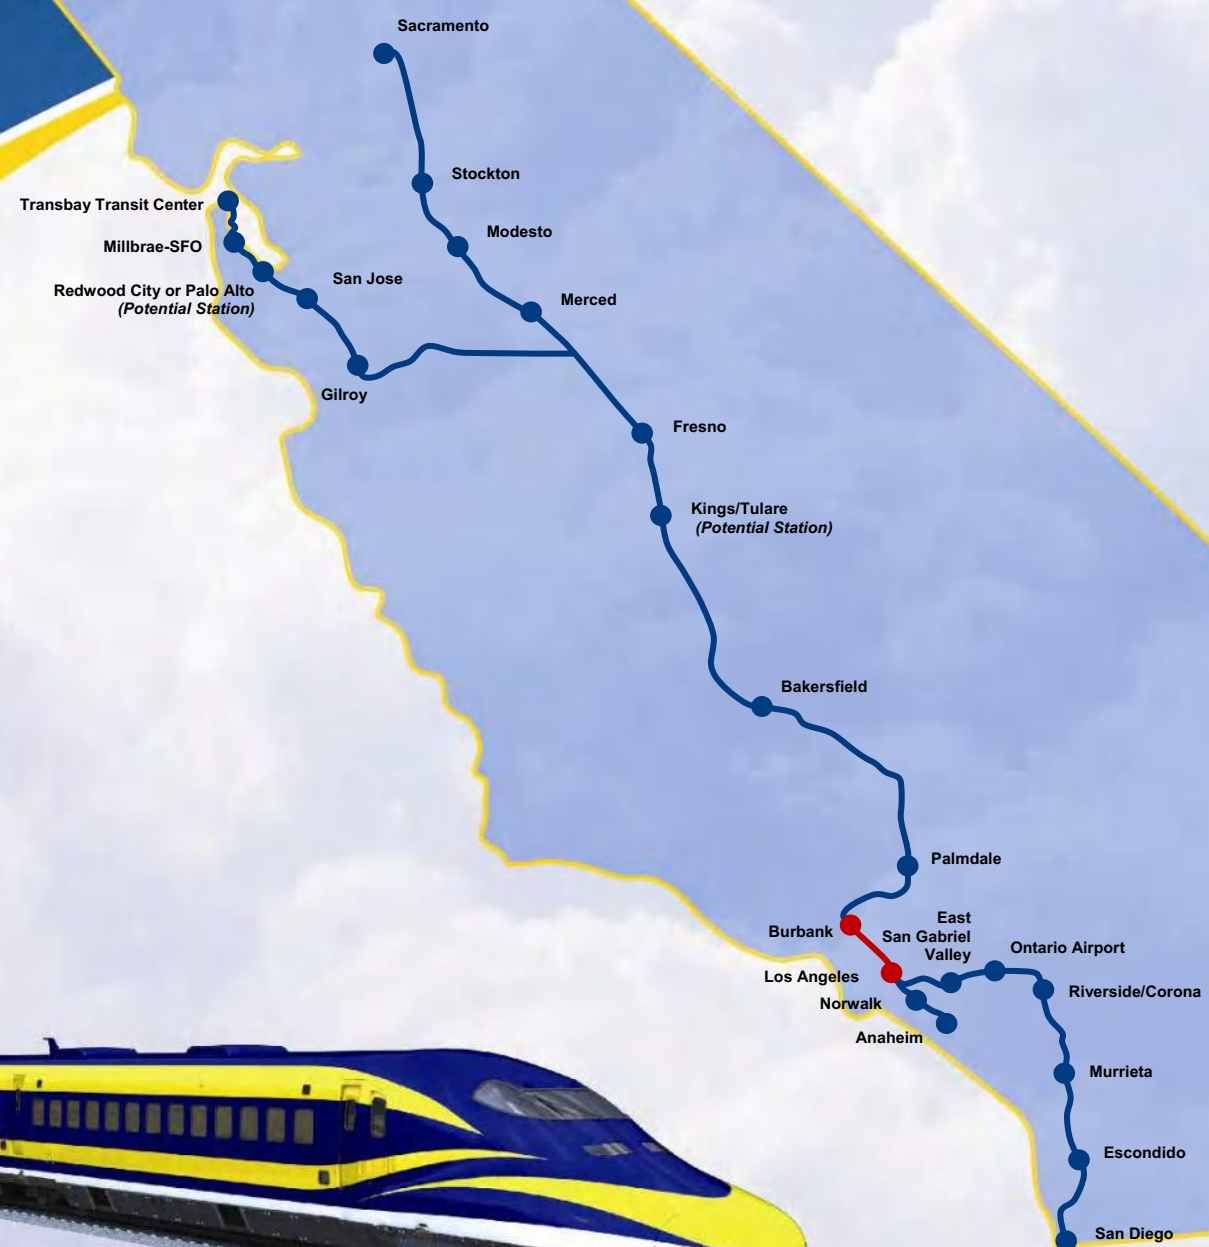 Sacramento
Stockton
Transbay Transit Center
Modesto
Millbrae-SFO
San Jose
Redwood City or Palo Alto
(Potential Station)
Merced
Gilroy
Fresno
Kings/Tulare
(Potential Station)
Bakersfield
Palmdale
Burbank
East
San Gabriel
Valley
Ontario Airport
Los Angeles
Riverside/Corona
Norwalk
Anaheim
Murrieta
Escondido
San Diego